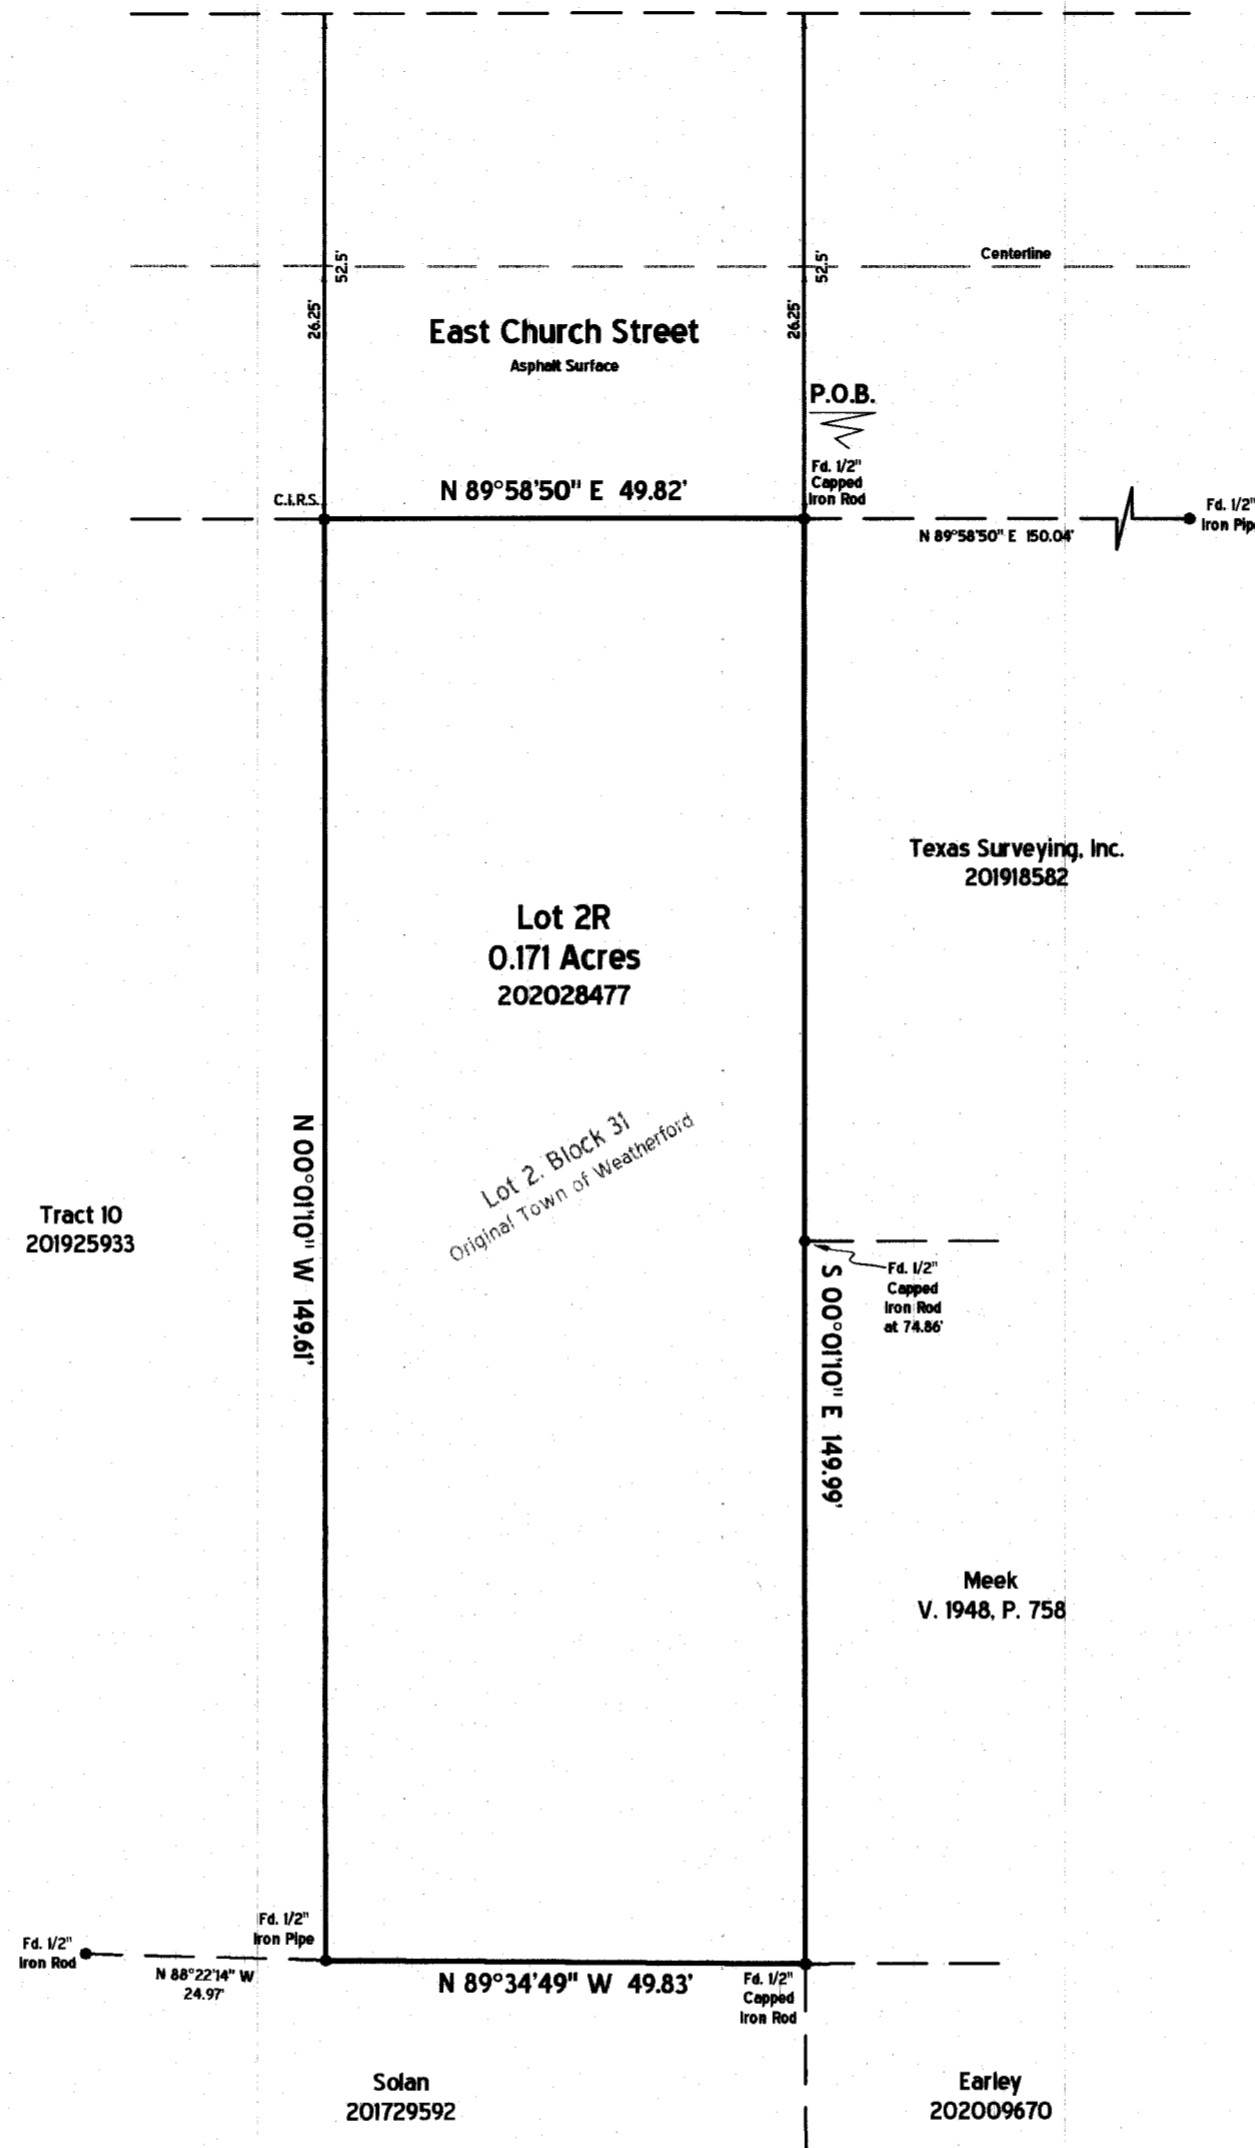 Centerline
52.5'
52.5'
26.25'
26.25'
East Church Street
Asphalt Surface
P.O.B.
Fd. 1/2"
Capped
Iron Rod
C.I.R.S.
N 89°58'50" E 49.82'
Fd. 1/2"
Iron Pip
N 89°58'50" E 150.04'
Texas Surveying, Inc.
201918582
Lot 2R
0.171 Acres
202028477
Lot 2, Block 31
Original Town of Weatherford
N 00°01'10" W 149.61'
Tract 10
201925933
Fd. 1/2"
Capped
Iron Rod
at 74.86'
S 00°01'10" E 149.99'
Meek
V. 1948, P. 758
Fd. 1/2"
Iron Pipe
Fd. 1/2"
Iron Rod
N 88°22'14" W
24.97'
N 89°34'49" W 49.83'
Fd. 1/2"
Capped
Iron Rod
Solan
201729592
Earley
202009670